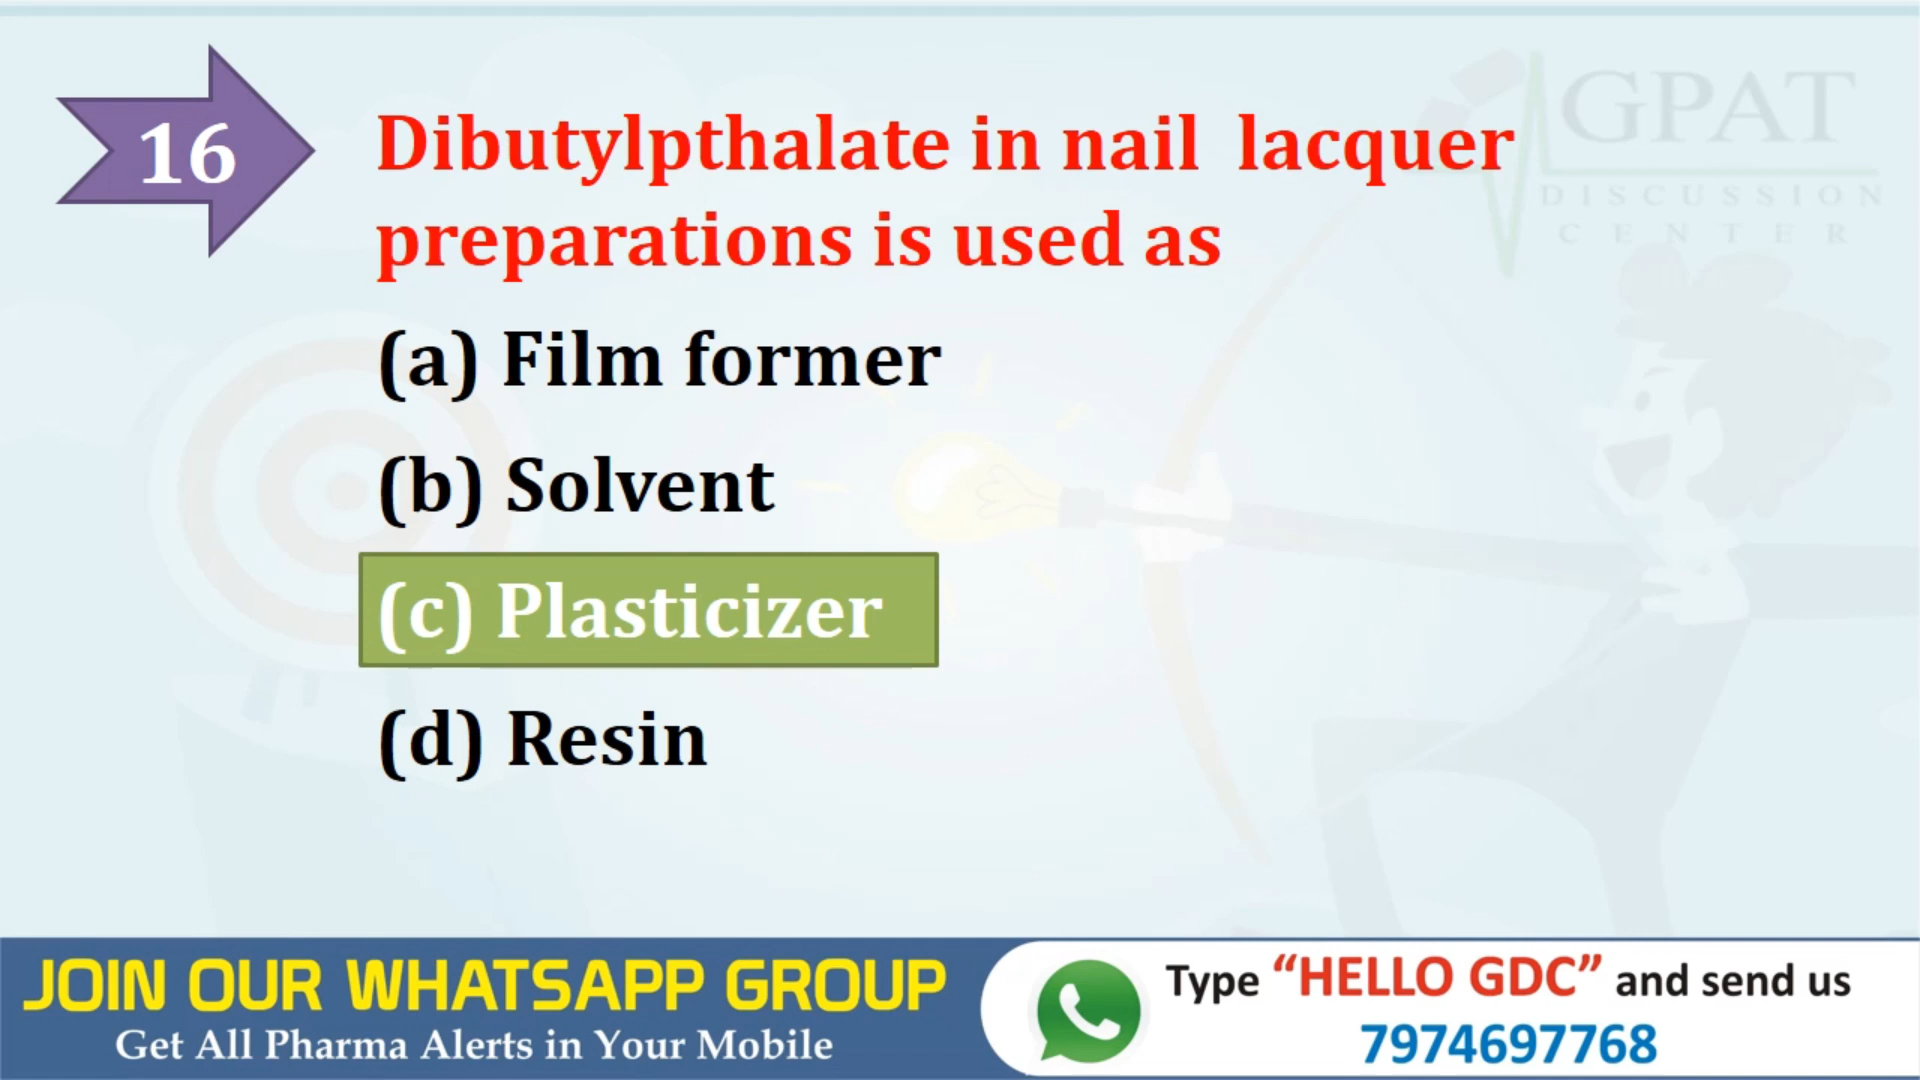 16
Dibutylpthalate in nail lacquer
preparations is used as
(a) Film former
(b) Solvent
(c) Plasticizer
(d) Resin
GPAT
DISCUSSION
CENTER
JOIN OUR WHATSAPP GROUP
Get All Pharma Alerts in Your Mobile
Type “HELLO GDC” and send us
7974697768